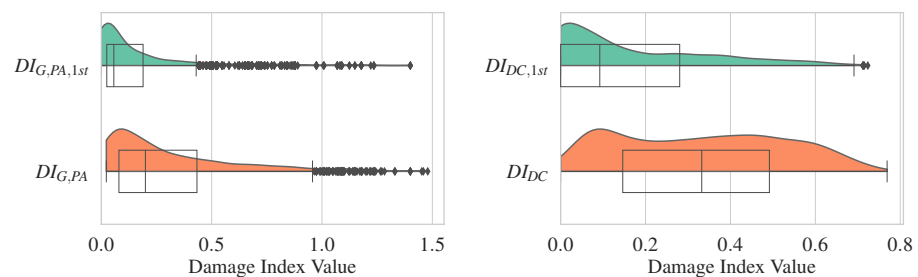 DI_{G,PA,1st}
DI_{G,PA}
0.0 0.5 1.0 1.5
Damage Index Value
DI_{DC,1st}
DI_{DC}
0.0 0.2 0.4 0.6 0.8
Damage Index Value